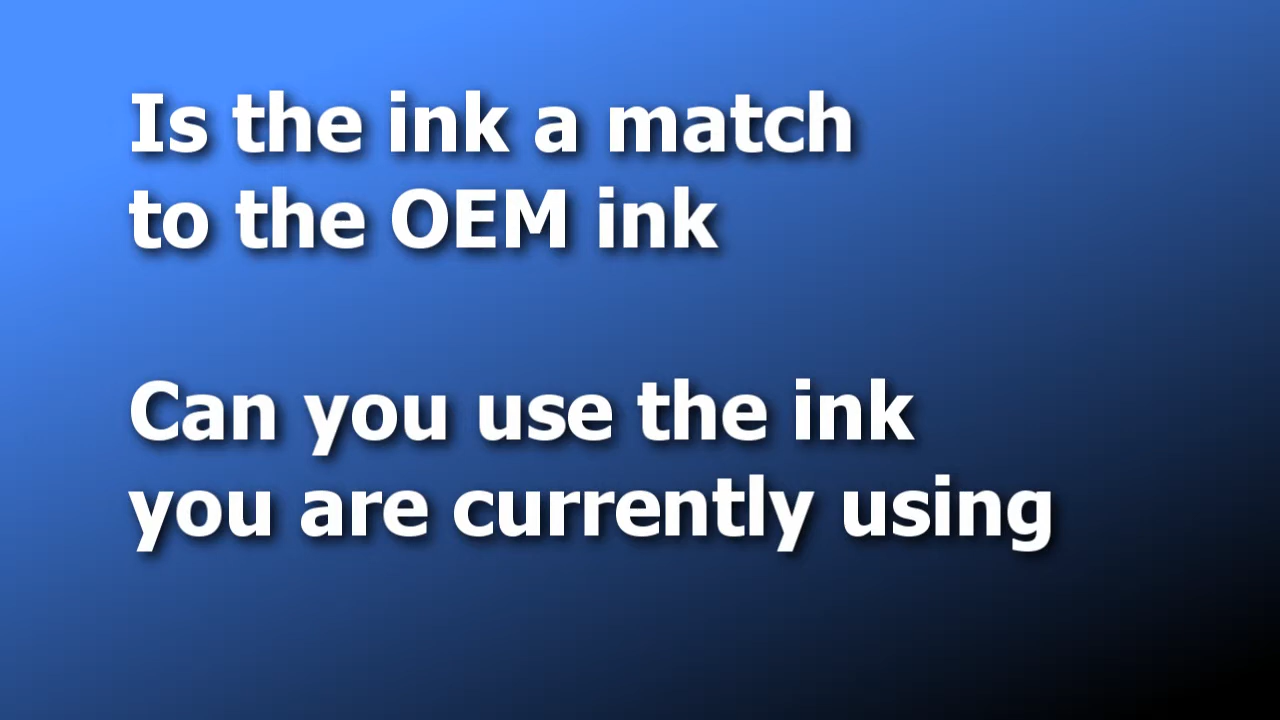 Is the ink a match
to the OEM ink
Can you use the ink
you are currently using